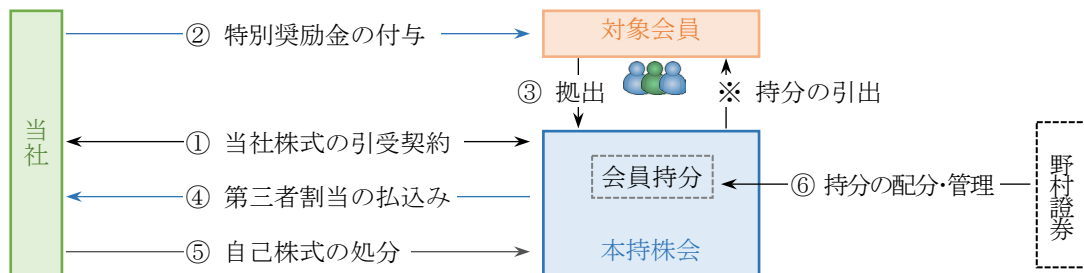 ② 特別奨励金の付与
対象会員
③ 拠出
※ 持分の引出
当社
① 当社株式の引受契約
会員持分
④ 第三者割当の払込み
⑥ 持分の配分・管理
野村證券
⑤ 自己株式の処分
本持株会